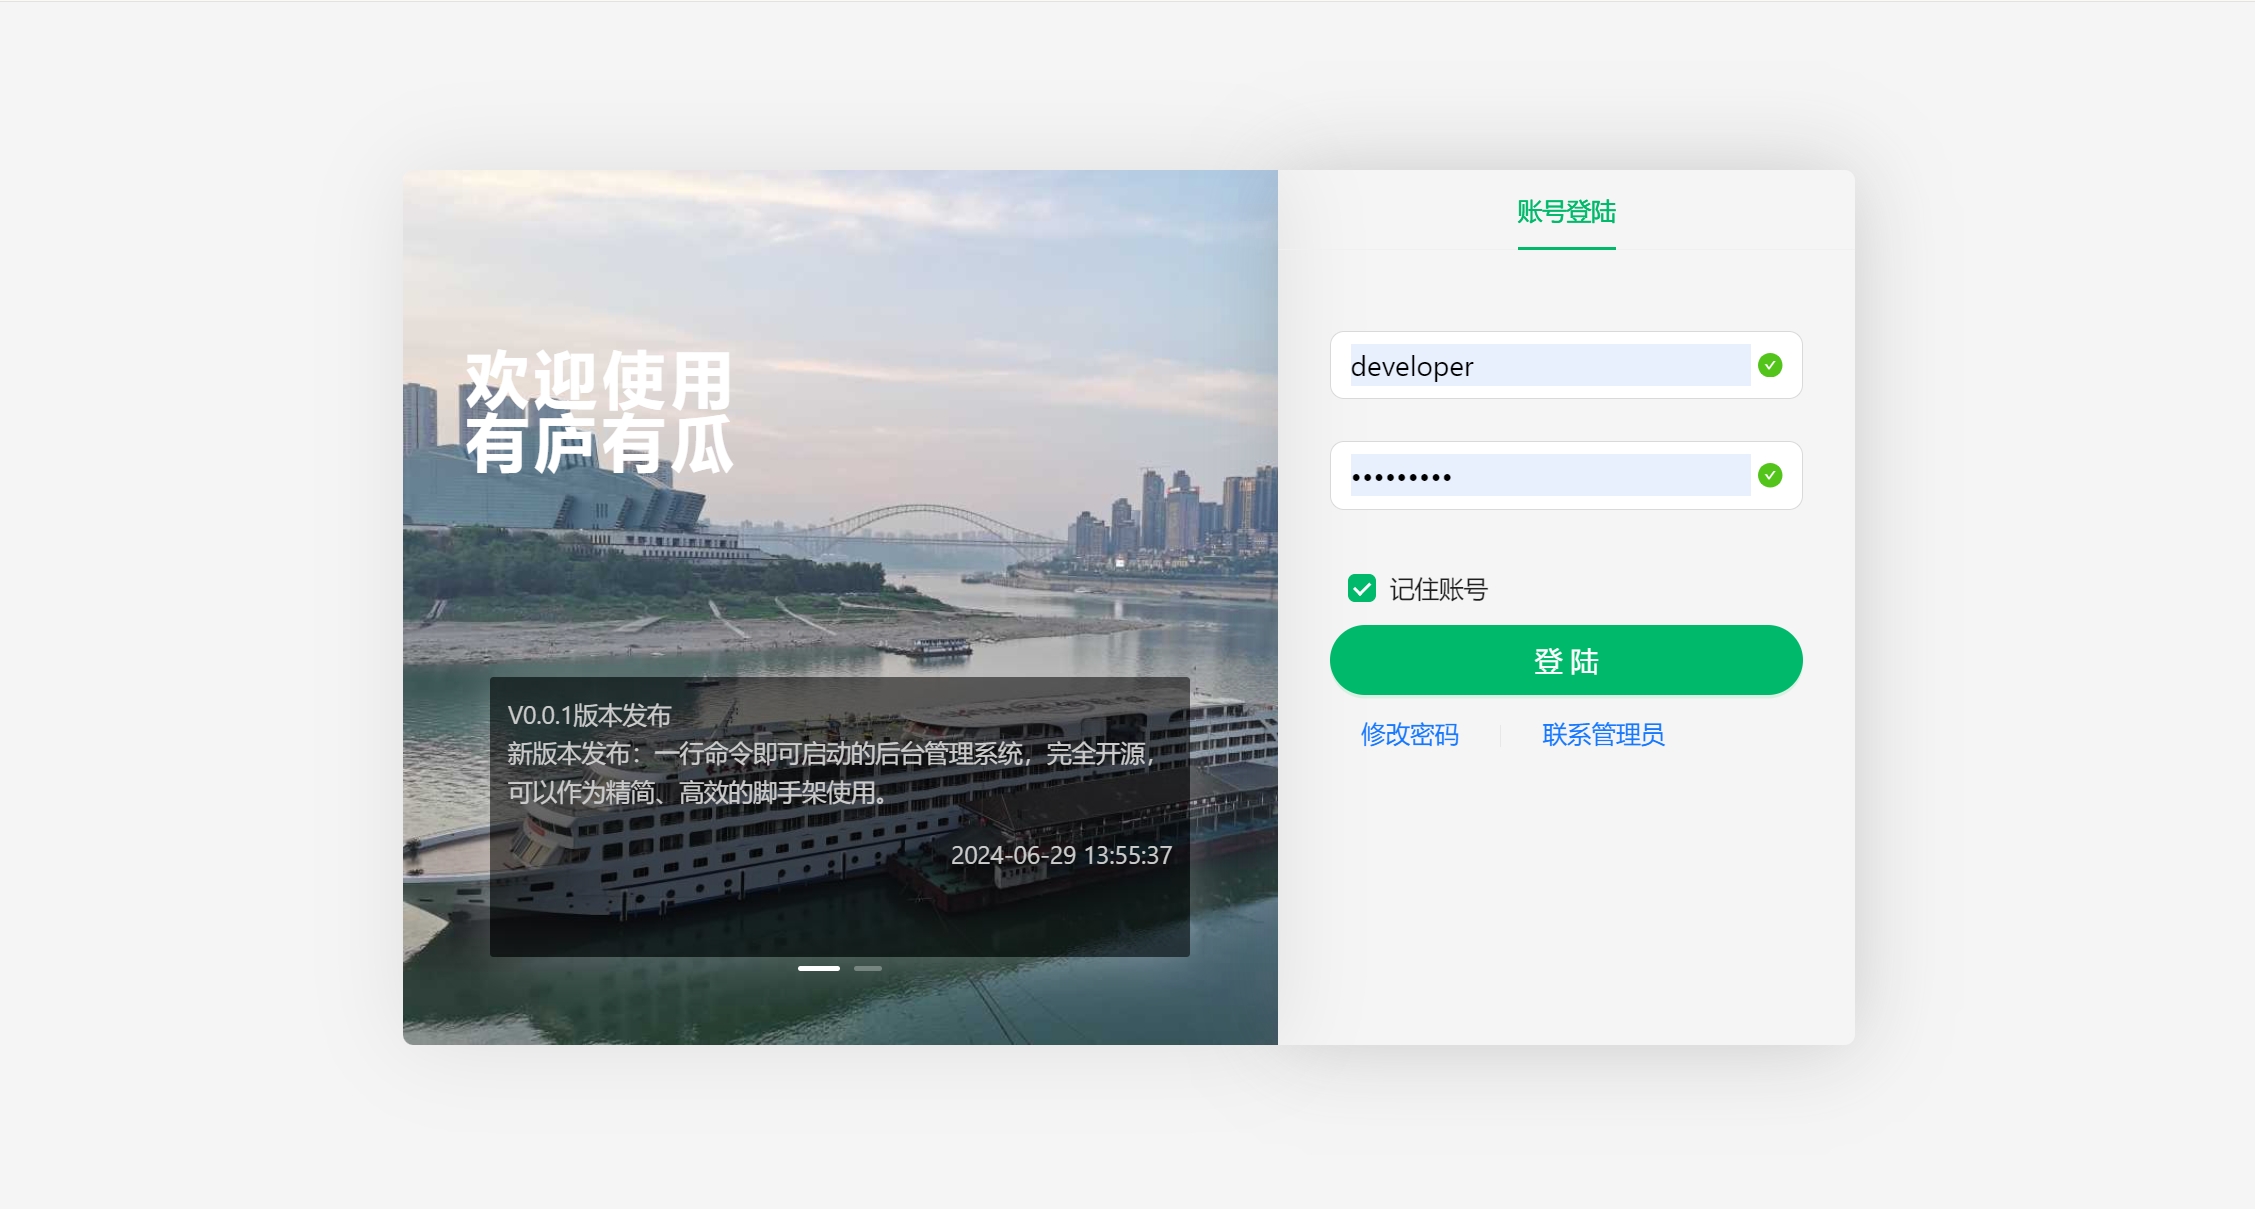 欢迎使用
有庐有瓜
V0.0.1版本发布
新版本发布：一行命令即可启动的后台管理系统，完全开源，
可以作为精简、高效的脚手架使用。
2024-06-29 13:55:37
账号登陆
developer
•••••••••
记住账号
登 陆
修改密码
联系管理员